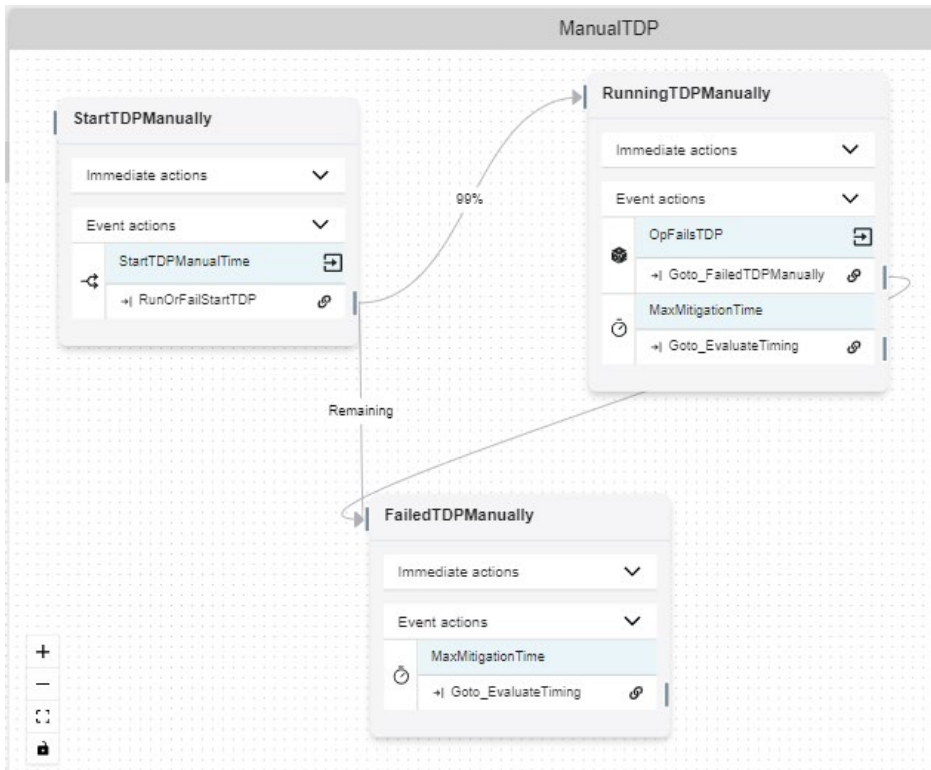 ManualTDP
StartTDPManually
Immediate actions
Event actions
StartTDPManualTime
RunOrFailStartTDP
99%
Remaining
RunningTDPManually
Immediate actions
Event actions
OpFailsTDP
Goto_FailedTDPManually
MaxMitigationTime
Goto_EvaluateTiming
FailedTDPManually
Immediate actions
Event actions
MaxMitigationTime
Goto_EvaluateTiming